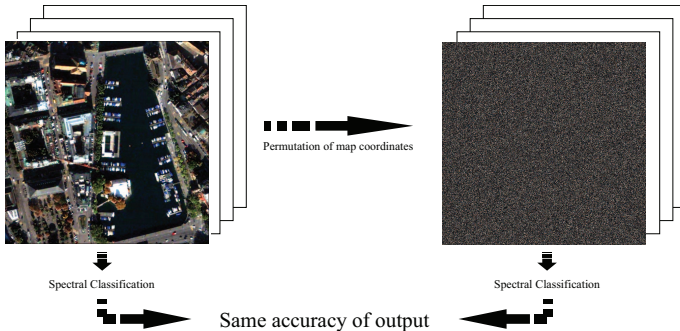 Permutation of map coordinates
Spectral Classification
Spectral Classification
Same accuracy of output